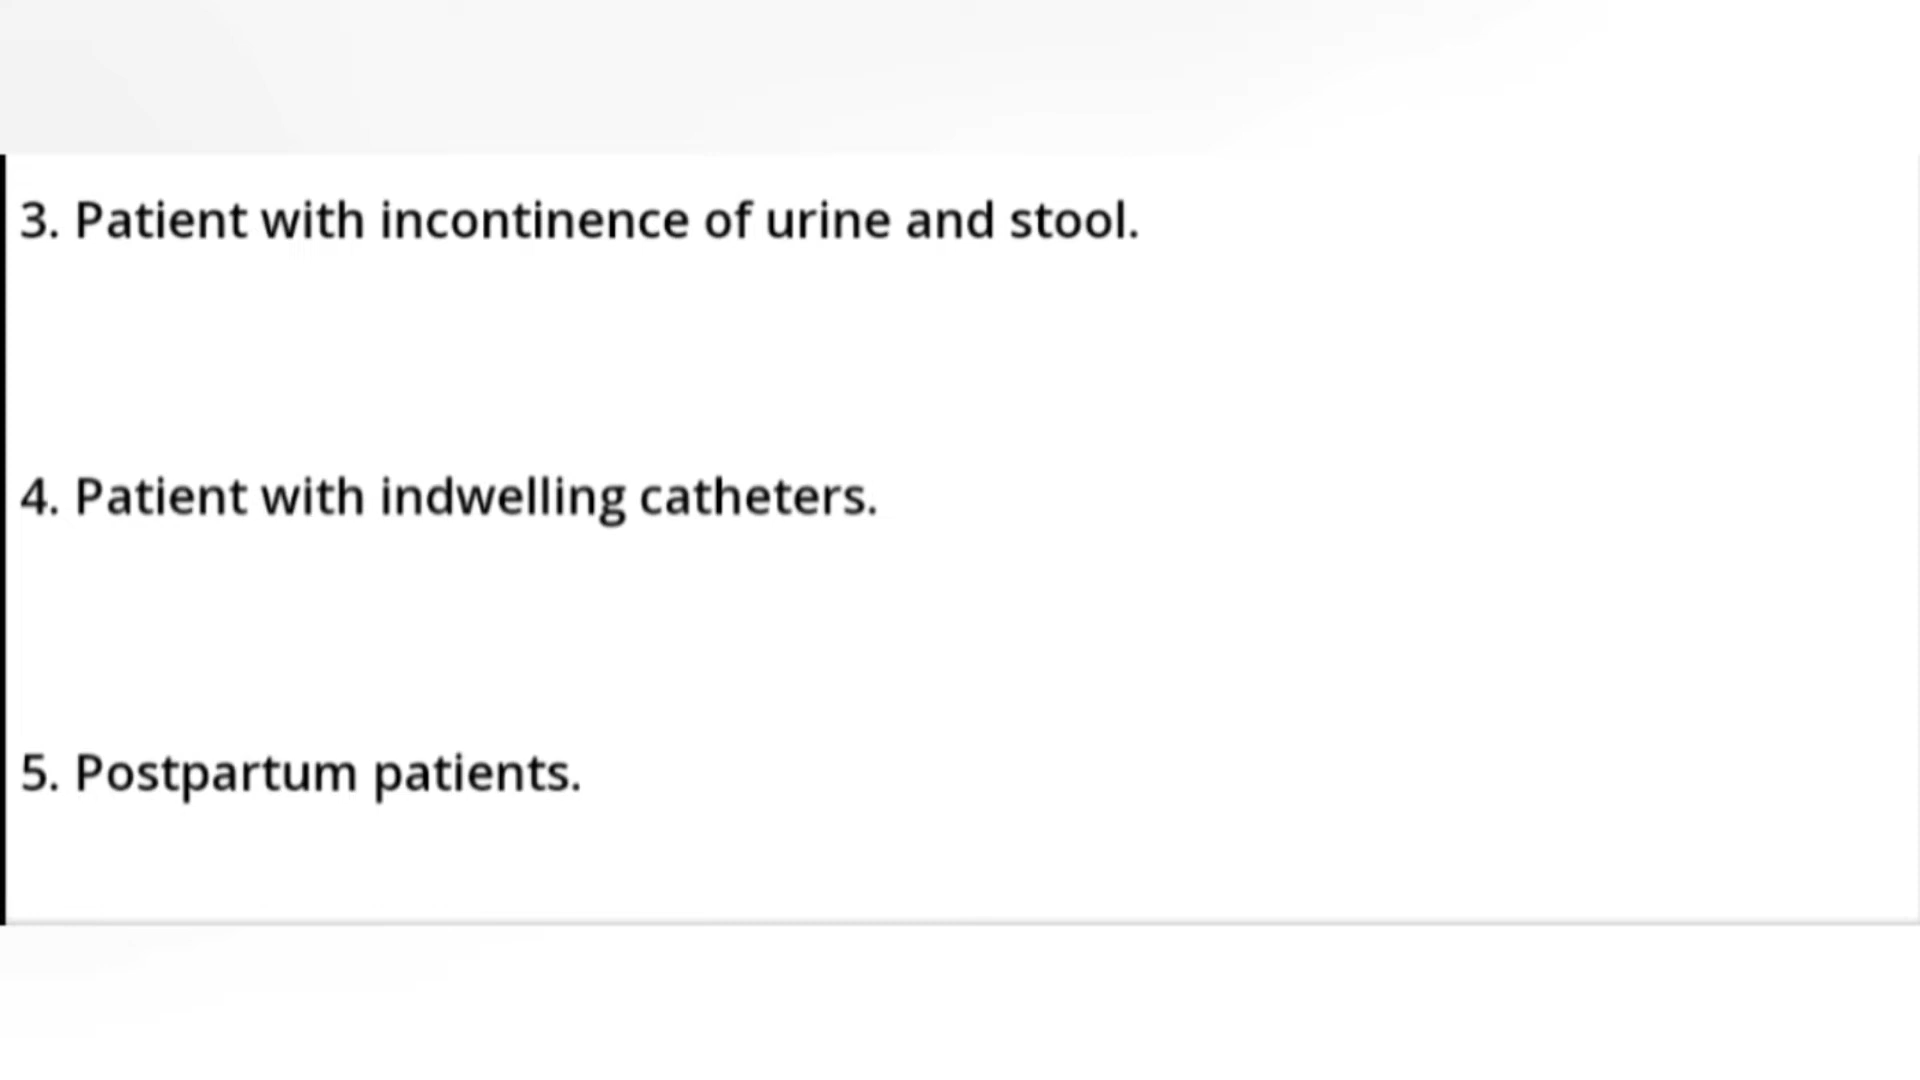 3. Patient with incontinence of urine and stool.
4. Patient with indwelling catheters.
5. Postpartum patients.